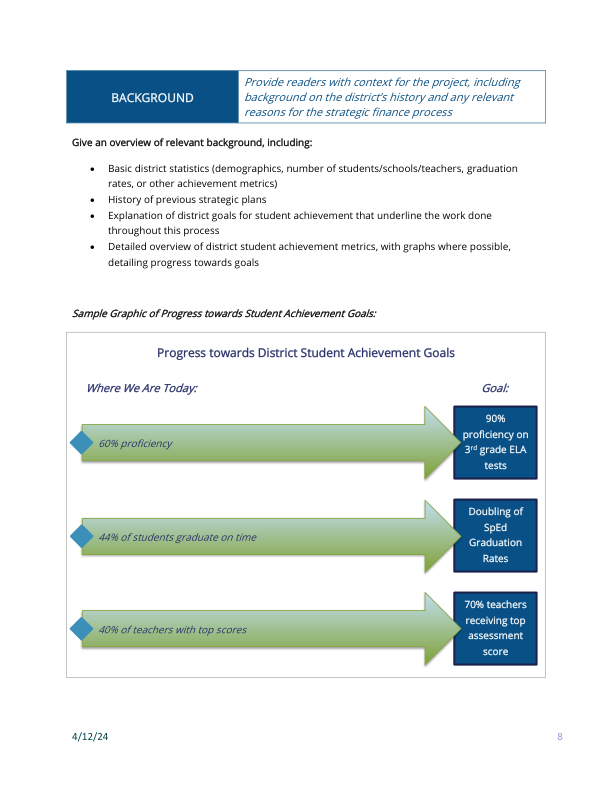 BACKGROUND
Provide readers with context for the project, including
background on the district's history and any relevant
reasons for the strategic finance process
Give an overview of relevant background, including:
• Basic district statistics (demographics, number of students/schools/teachers, graduation
rates, or other achievement metrics)
• History of previous strategic plans
• Explanation of district goals for student achievement that underline the work done
throughout this process
• Detailed overview of district student achievement metrics, with graphs where possible,
detailing progress towards goals
Sample Graphic of Progress towards Student Achievement Goals:
Progress towards District Student Achievement Goals
Where We Are Today:
Goal:
60% proficiency
90%
proficiency on
3rd grade ELA
tests
44% of students graduate on time
Doubling of
SpEd
Graduation
Rates
40% of teachers with top scores
70% teachers
receiving top
assessment
score
4/12/24
8